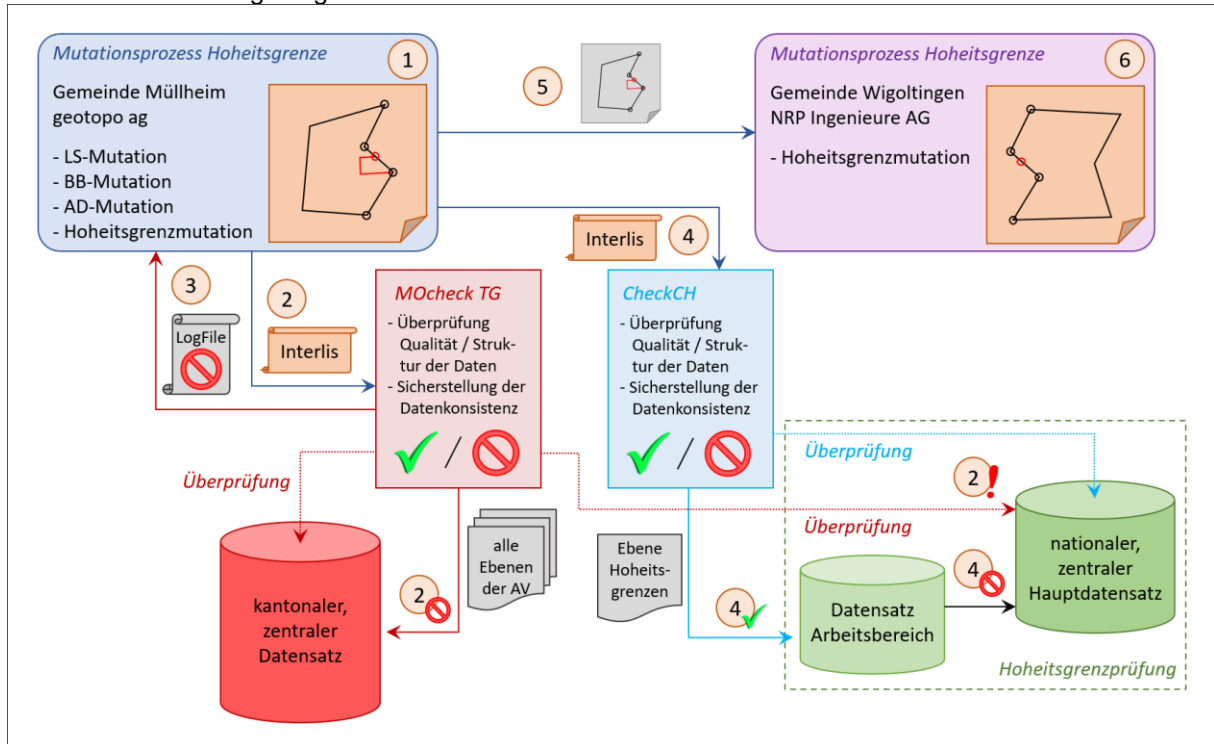 Mutationsprozess Hoheitsgrenze
1
Gemeinde Müllheim
geotopo ag
- LS-Mutation
- BB-Mutation
- AD-Mutation
- Hoheitsgrenzmutation
5
Mutationsprozess Hoheitsgrenze
6
Gemeinde Wigoltingen
NRP Ingenieure AG
- Hoheitsgrenzmutation
3
LogFile
2
Interlis
Interlis
4
MOcheck TG
- Überprüfung
Qualität / Struk-
tur der Daten
- Sicherstellung der
Datenkonsistenz
/
CheckCH
- Überprüfung
Qualität / Struk-
tur der Daten
- Sicherstellung der
Datenkonsistenz
/
Überprüfung
Überprüfung
2
Überprüfung
kantonaler,
zentraler
Datensatz
2
alle
Ebenen
der AV
Ebene
Hoheits-
grenzen
4
Datensatz
Arbeitsbereich
4
nationaler,
zentraler
Hauptdatensatz
Hoheitsgrenzprüfung